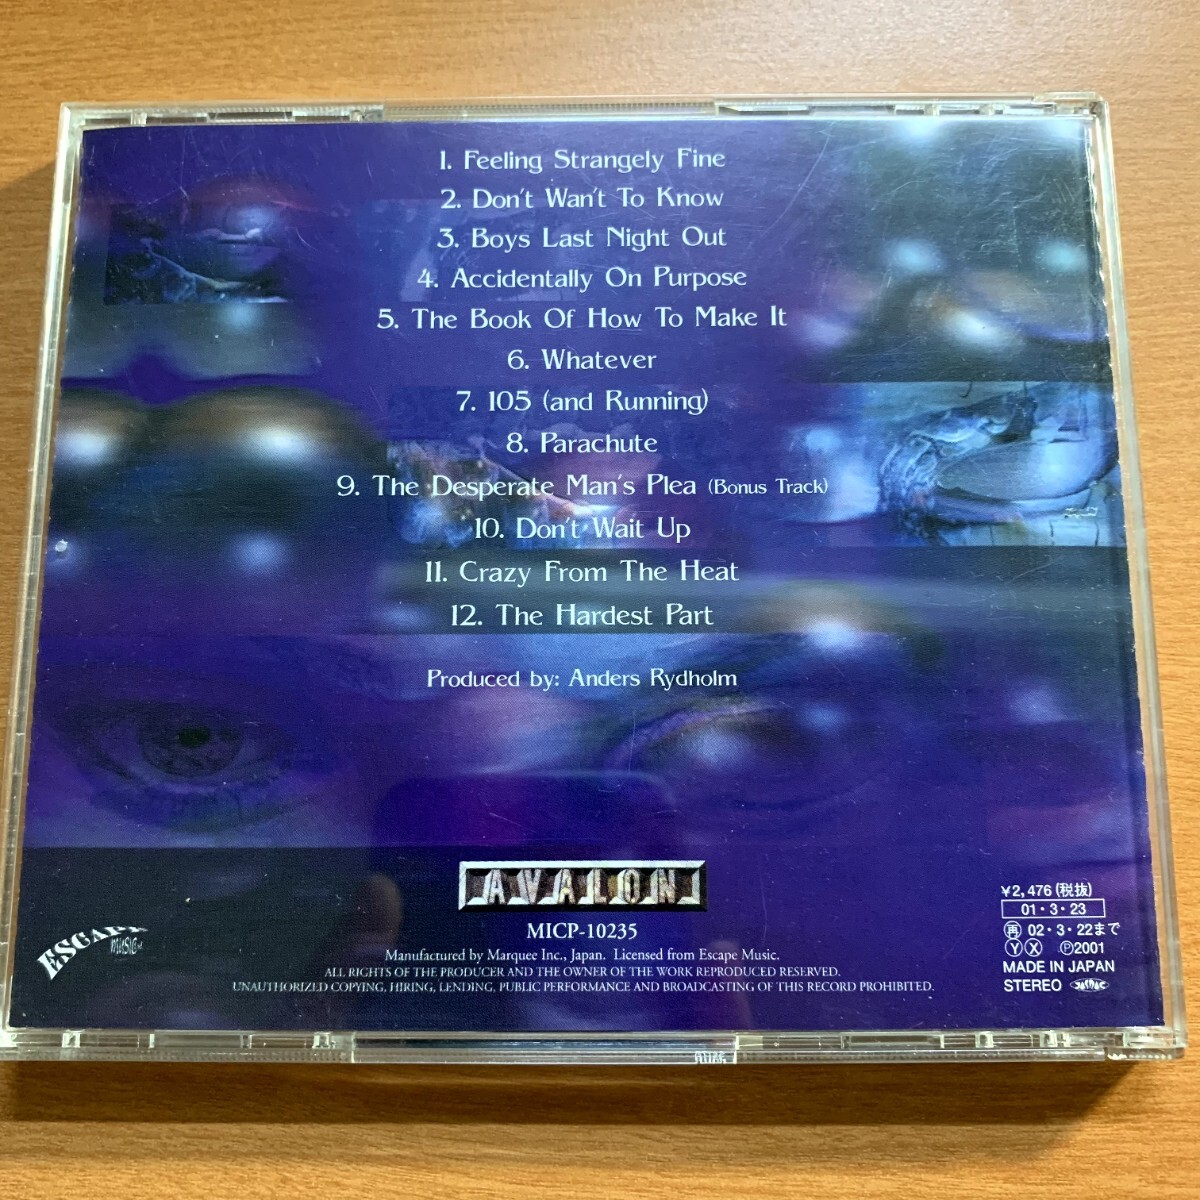 1. Feeling Strangely Fine
2. Don't Wan't To Know
3. Boys Last Night Out
4. Accidentally On Purpose
5. The Book Of How To Make It
6. Whatever
7. 105 (and Running)
8. Parachute
9. The Desperate Man's Plea (Bonus Track)
10. Don't Wait Up
11. Crazy From The Heat
12. The Hardest Part
Produced by: Anders Rydholm
AVALON
MICP-10235
Manufactured by Marquee Inc., Japan. Licensed from Escape Music.
ALL RIGHTS OF THE PRODUCER AND THE OWNER OF THE WORK REPRODUCED RESERVED.
UNAUTHORIZED COPYING, HIRING, LENDING, PUBLIC PERFORMANCE AND BROADCASTING OF THIS RECORD PROHIBITED.
ESCAPE
MUSIC
¥2,476(税抜)
01・3・23
再 02・3・22まで
Ⓨ Ⓧ Ⓟ2001
MADE IN JAPAN
STEREO